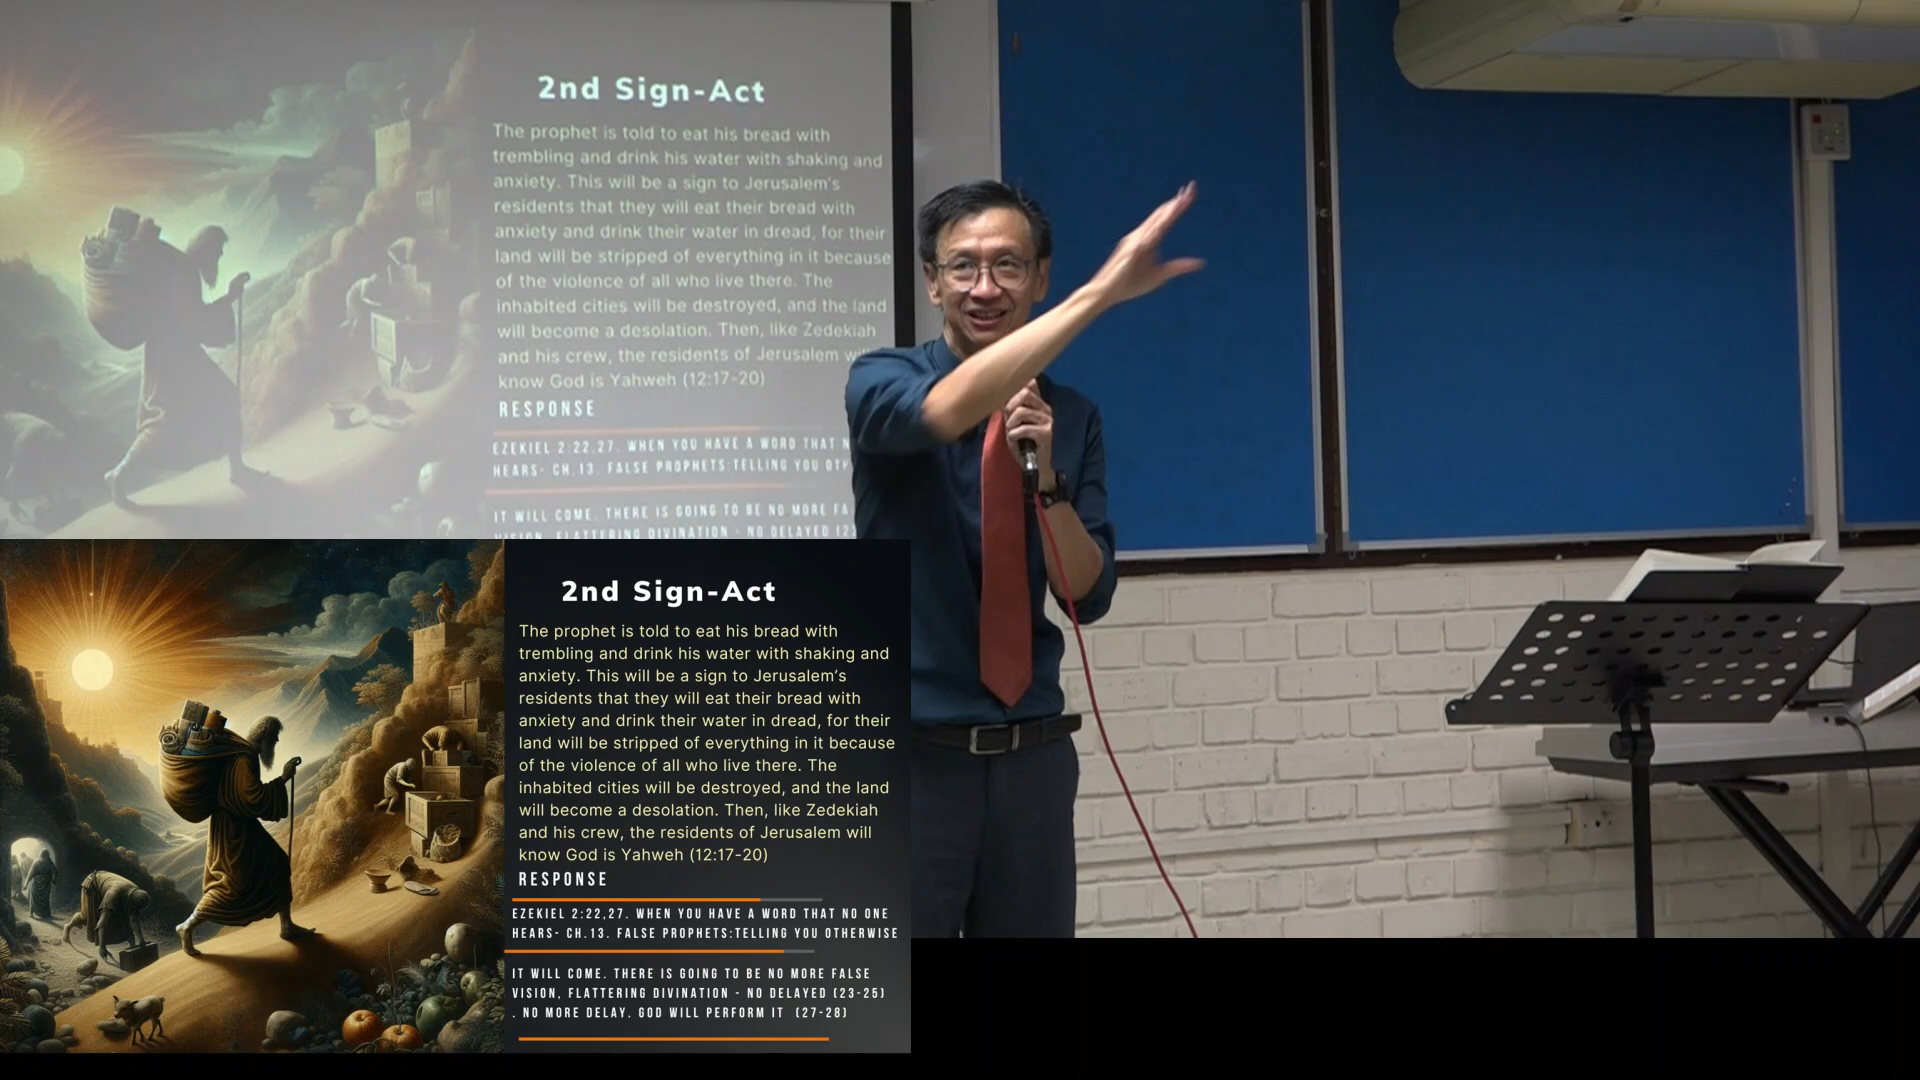 2nd Sign-Act
The prophet is told to eat his bread with
trembling and drink his water with shaking and
anxiety. This will be a sign to Jerusalem's
residents that they will eat their bread with
anxiety and drink their water in dread, for their
land will be stripped of everything in it because
of the violence of all who live there. The
inhabited cities will be destroyed, and the land
will become a desolation. Then, like Zedekiah
and his crew, the residents of Jerusalem will
know God is Yahweh (12:17-20)
RESPONSE
EZEKIEL 2:22,27. WHEN YOU HAVE A WORD THAT
HEARS- CH.13. FALSE PROPHETS:TELLING YOU
IT WILL COME. THERE IS GOING TO BE NO MORE
VISION, FLATTERING DIVINATION - NO DELAYED
2nd Sign-Act
The prophet is told to eat his bread with
trembling and drink his water with shaking and
anxiety. This will be a sign to Jerusalem's
residents that they will eat their bread with
anxiety and drink their water in dread, for their
land will be stripped of everything in it because
of the violence of all who live there. The
inhabited cities will be destroyed, and the land
will become a desolation. Then, like Zedekiah
and his crew, the residents of Jerusalem will
know God is Yahweh (12:17-20)
RESPONSE
EZEKIEL 2:22,27. WHEN YOU HAVE A WORD THAT NO ONE
HEARS- CH.13. FALSE PROPHETS:TELLING YOU OTHERWISE
IT WILL COME. THERE IS GOING TO BE NO MORE FALSE
VISION, FLATTERING DIVINATION - NO DELAYED (23-25)
. NO MORE DELAY. GOD WILL PERFORM IT (27-28)